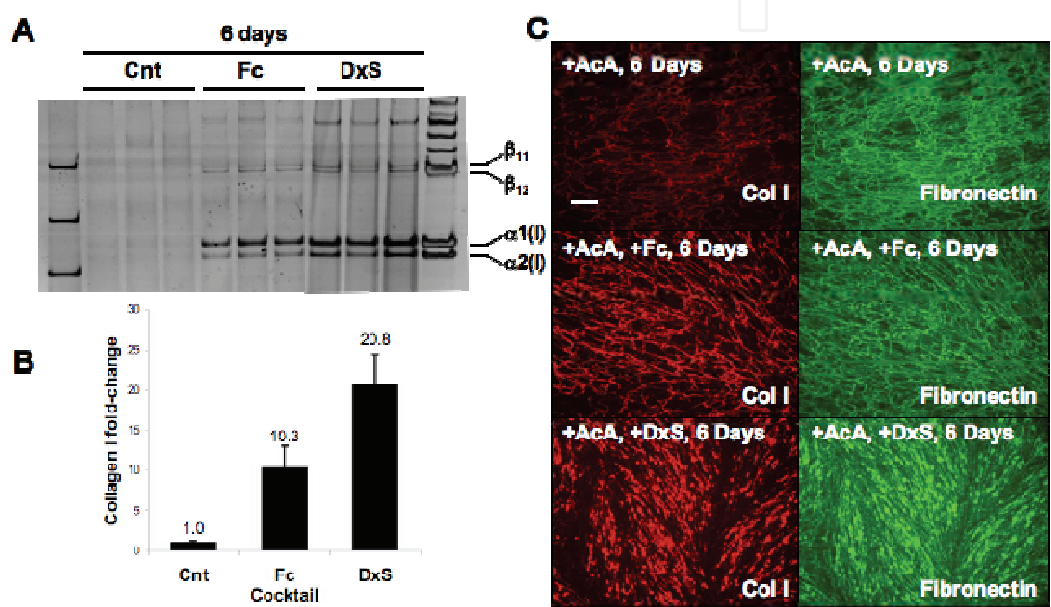 A
6 days
Cnt Fc DxS
β11
β12
α1(I)
α2(I)
B
30
25
20
15
10
5
0
Collagen I fold-change
1.0
10.3
20.8
Cnt Fc DxS
Cocktail
C
+AcA, 6 Days
Col I
+AcA, 6 Days
Fibronectin
+AcA, +Fc, 6 Days
Col I
+AcA, +Fc, 6 Days
Fibronectin
+AcA, +DxS, 6 Days
Col I
+AcA, +DxS, 6 Days
Fibronectin